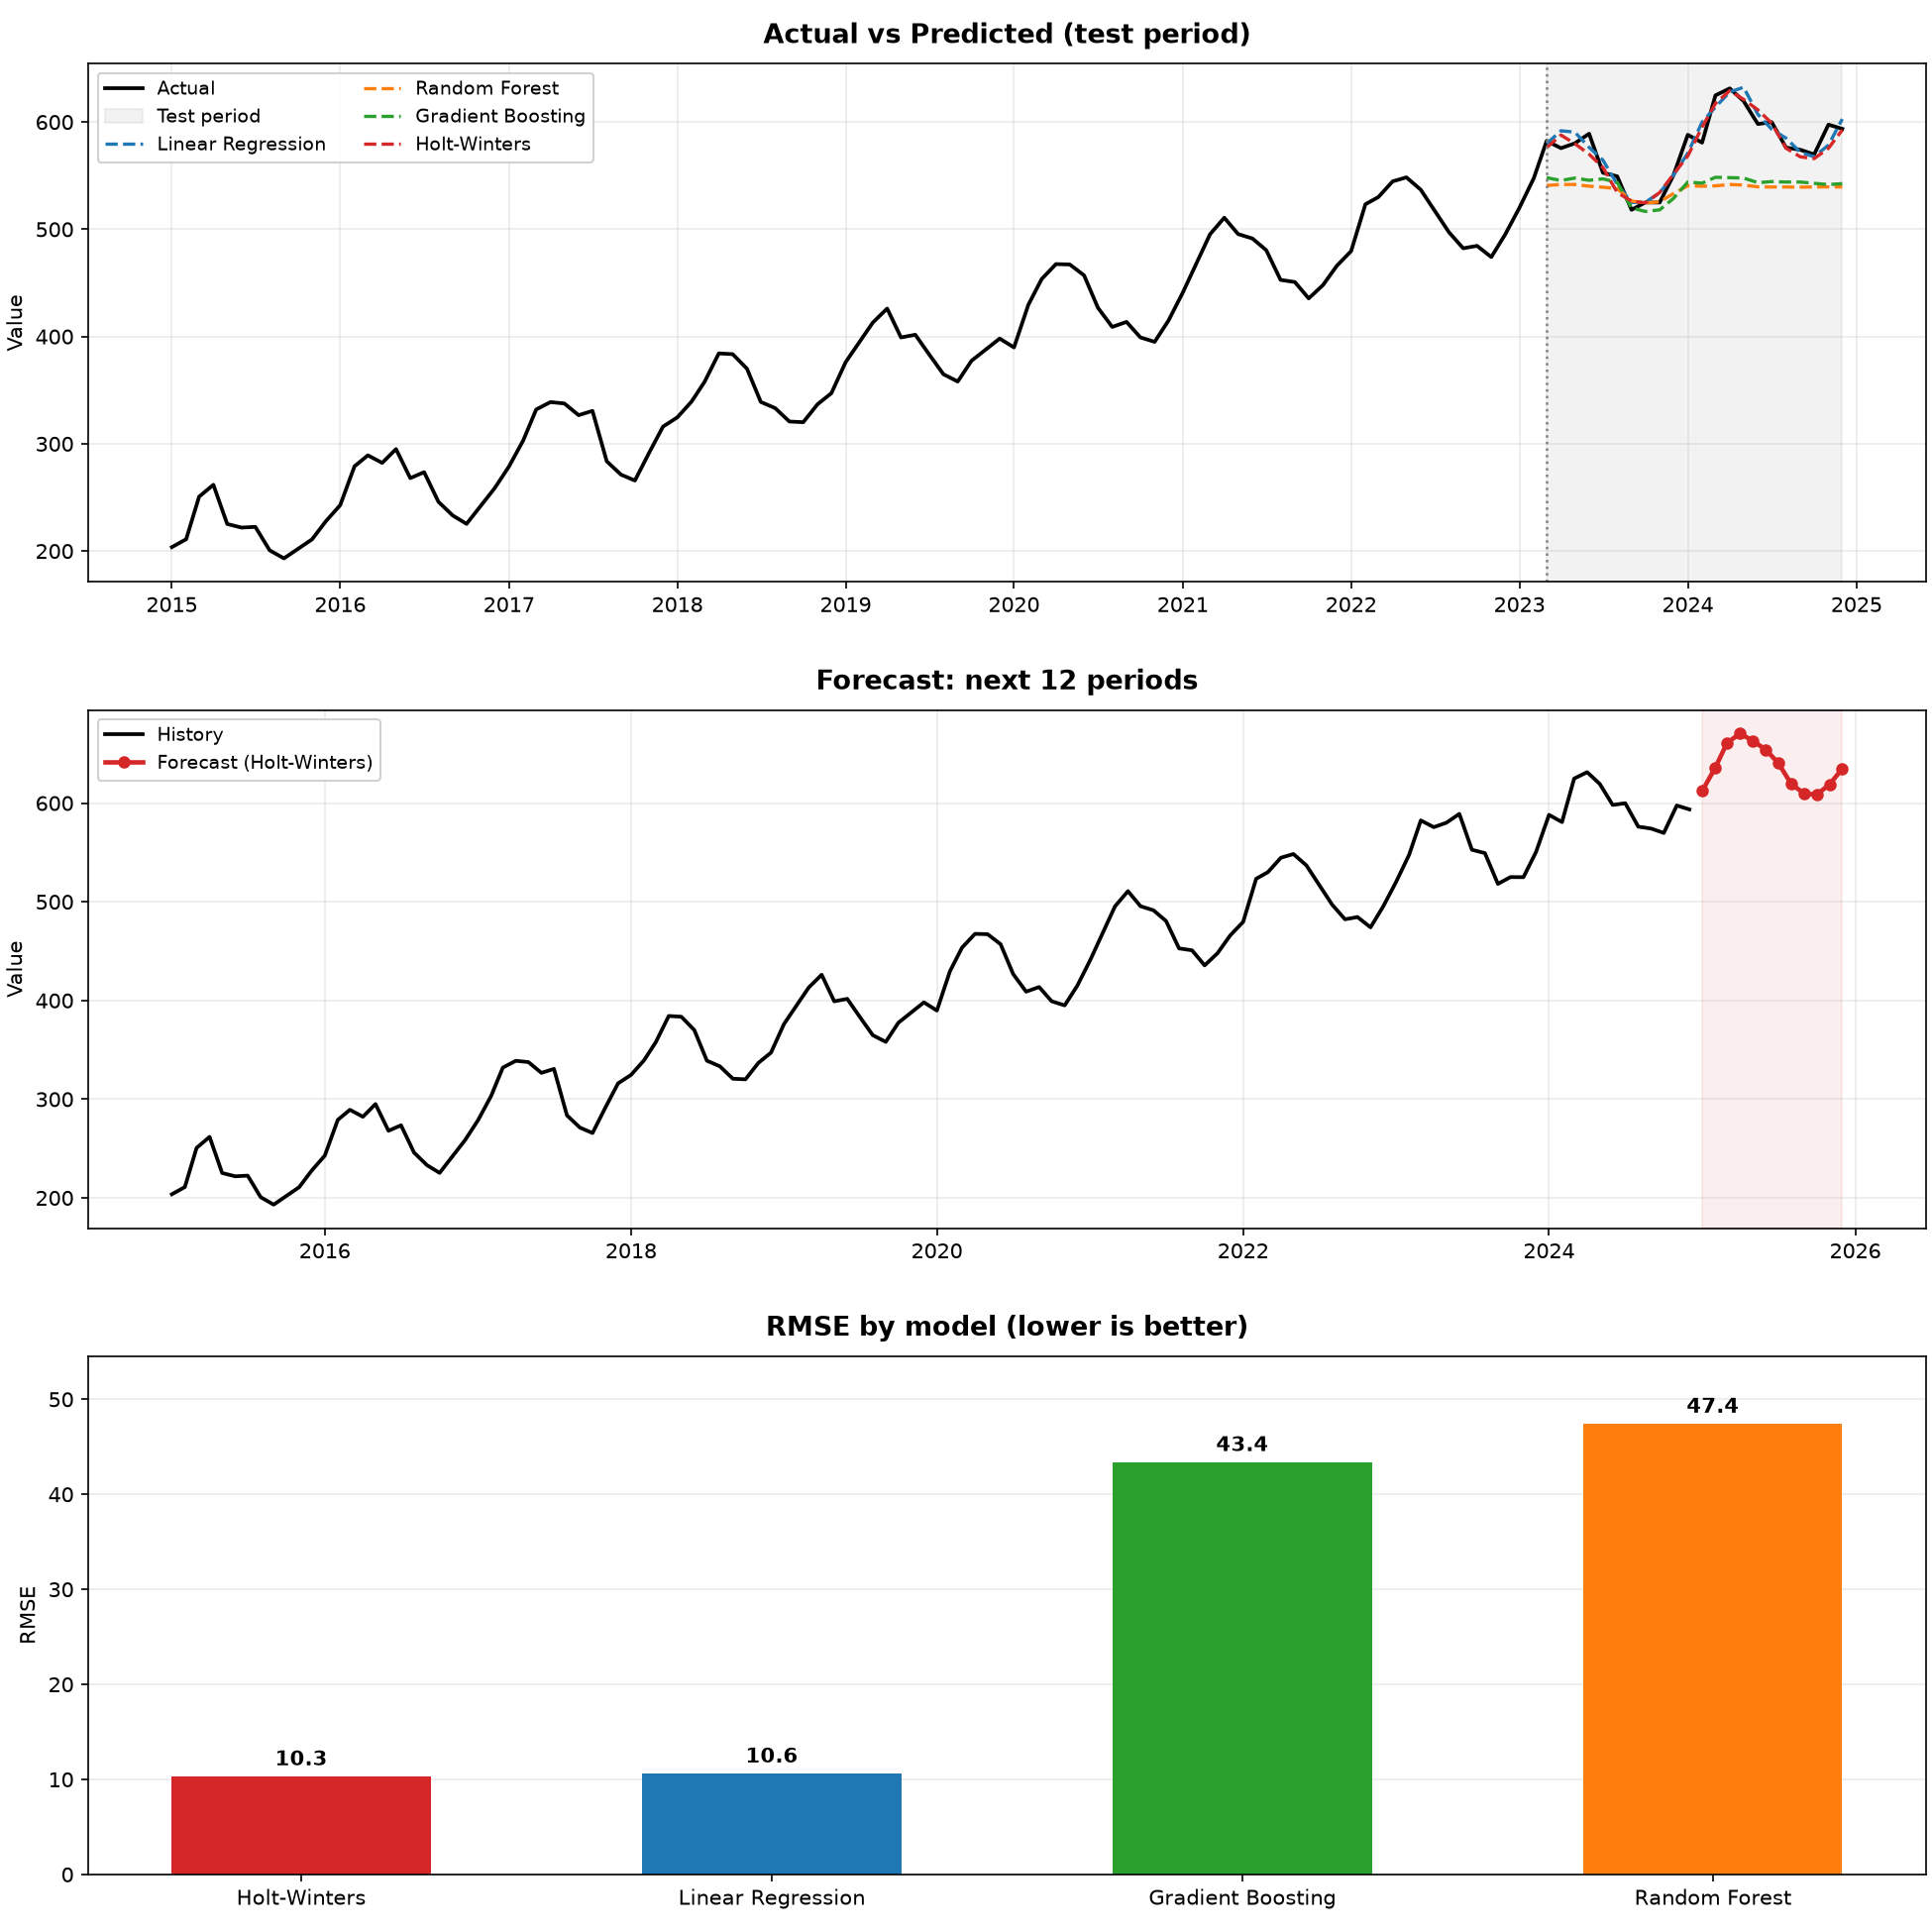 Actual vs Predicted (test period)
Actual
Test period
Linear Regression
Random Forest
Gradient Boosting
Holt-Winters
Value
600
500
400
300
200
2015 2016 2017 2018 2019 2020 2021 2022 2023 2024 2025
Forecast: next 12 periods
History
Forecast (Holt-Winters)
Value
600
500
400
300
200
2016 2018 2020 2022 2024 2026
RMSE by model (lower is better)
RMSE
50
40
30
20
10
0
10.3
10.6
43.4
47.4
Holt-Winters Linear Regression Gradient Boosting Random Forest